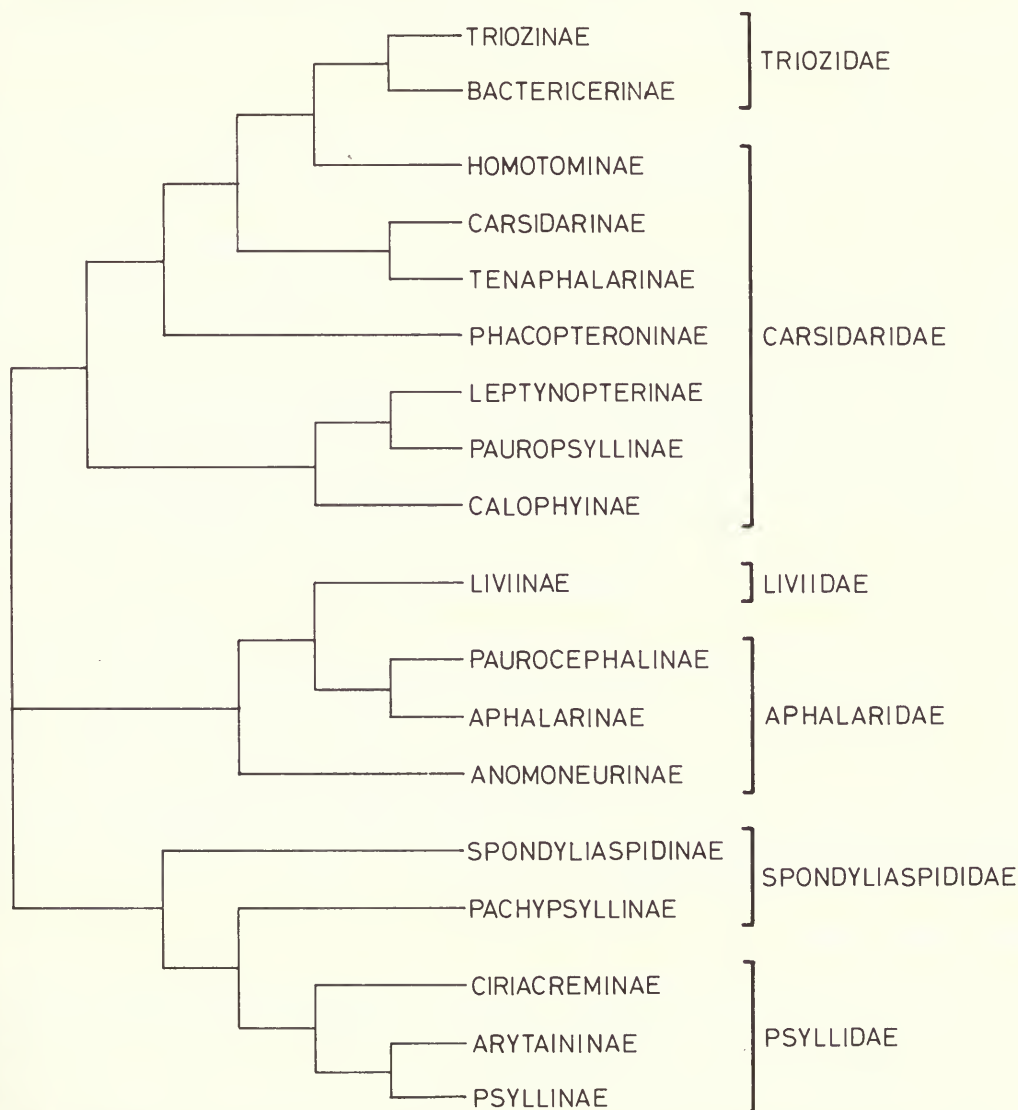 TRIOZINAE
BACTERICERINAE
TRIOZIDAE
HOMOTOMINAE
CARSIDARINAE
TENAPHALARINAE
PHACOPTERONINAE
LEPTYNOPTERINAE
PAUROPSYLLINAE
CALOPHYINAE
CARSIDARIDAE
LIVIINAE
LIVIIDAE
PAUROCEPHALINAE
APHALARINAE
ANOMONEURINAE
APHALARIDAE
SPONDYLIASPIDINAE
PACHYPSYLLINAE
SPONDYLIASPIDIDAE
CIRIACREMINAE
ARYTAININAE
PSYLLINAE
PSYLLIDAE